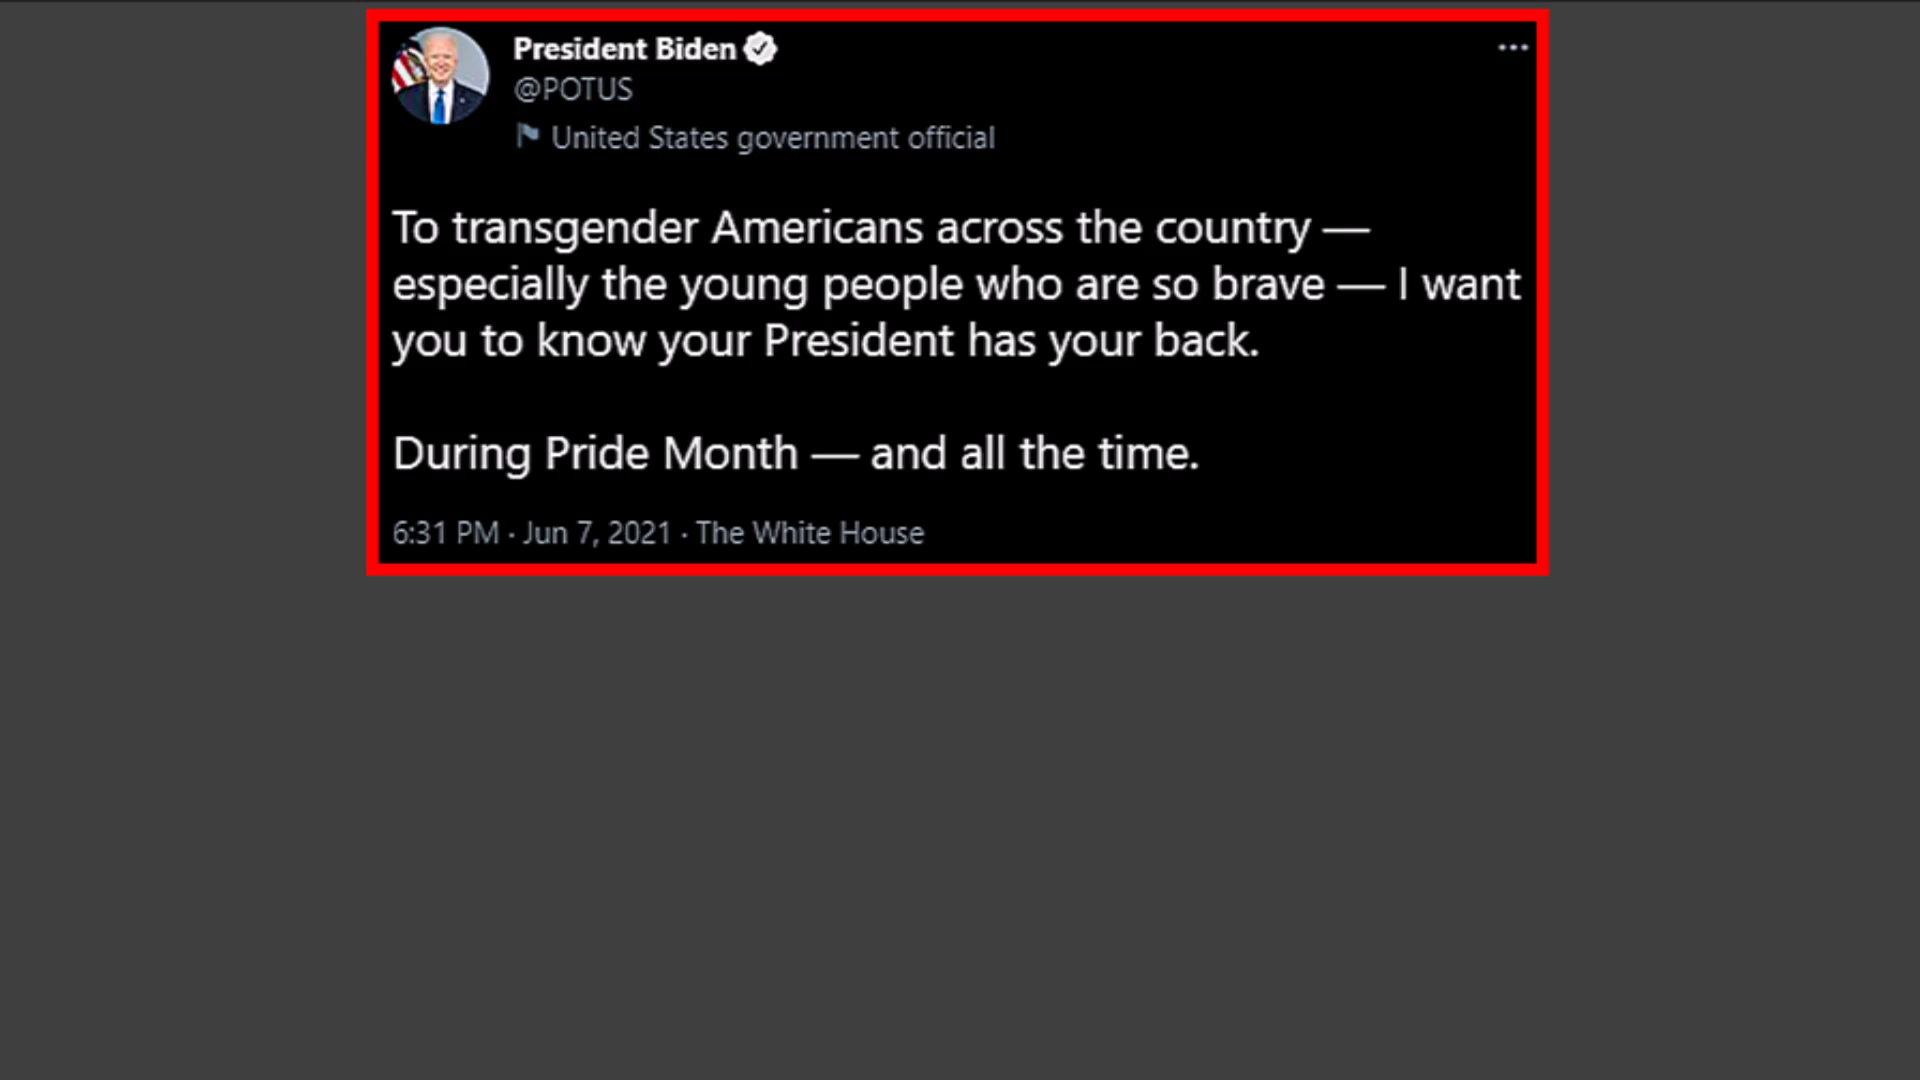 President Biden
@POTUS
United States government official
To transgender Americans across the country —
especially the young people who are so brave — I want
you to know your President has your back.
During Pride Month — and all the time.
6:31 PM · Jun 7, 2021 · The White House